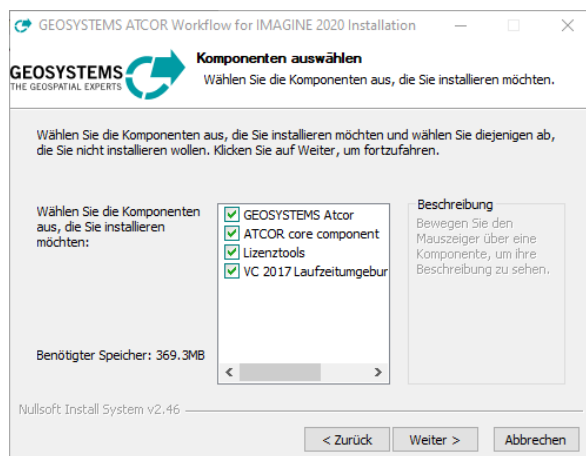 GEOSYSTEMS ATCOR Workflow for IMAGINE 2020 Installation
GEOSYSTEMS
THE GEOSPATIAL EXPERTS
Komponenten auswählen
Wählen Sie die Komponenten aus, die Sie installieren möchten.
Wählen Sie die Komponenten aus, die Sie installieren möchten und wählen Sie diejenigen ab,
die Sie nicht installieren wollen. Klicken Sie auf Weiter, um fortzufahren.
Wählen Sie die Komponenten
aus, die Sie installieren
möchten:
GEOSYSTEMS Atcor
ATCOR core component
Lizenztools
VC 2017 Laufzeitumgebur
Beschreibung
Bewegen Sie den
Mauszeiger über eine
Komponente, um ihre
Beschreibung zu sehen.
Benötigter Speicher: 369.3MB
Nullsoft Install System v2.46
< Zurück
Weiter >
Abbrechen